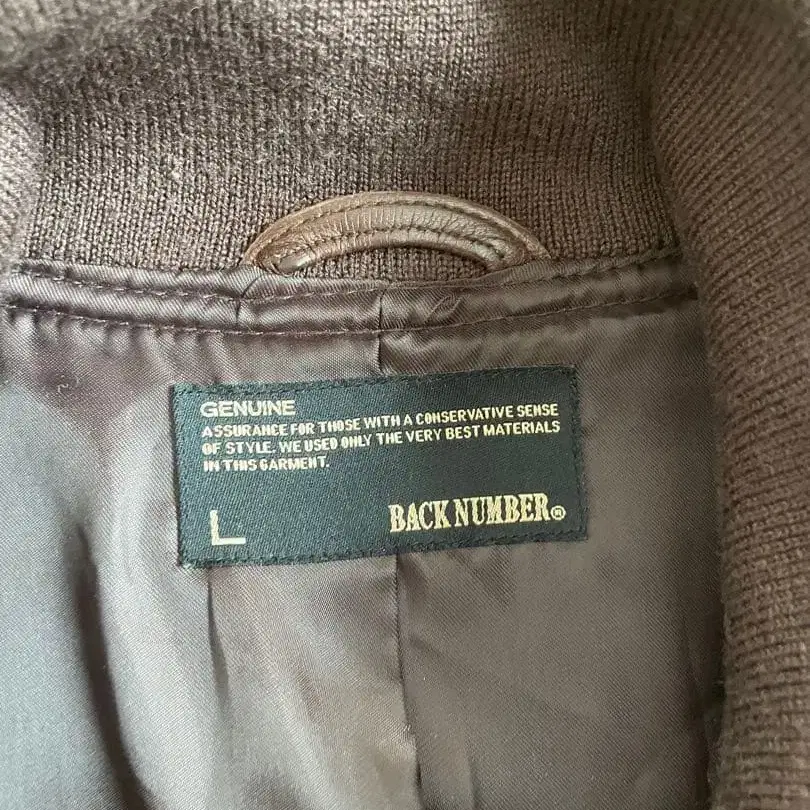 GENUINE
ASSURANCE FOR THOSE WITH A CONSERVATIVE SENSE
OF STYLE. WE USED ONLY THE VERY BEST MATERIALS
IN THIS GARMENT.
L
BACK NUMBER®